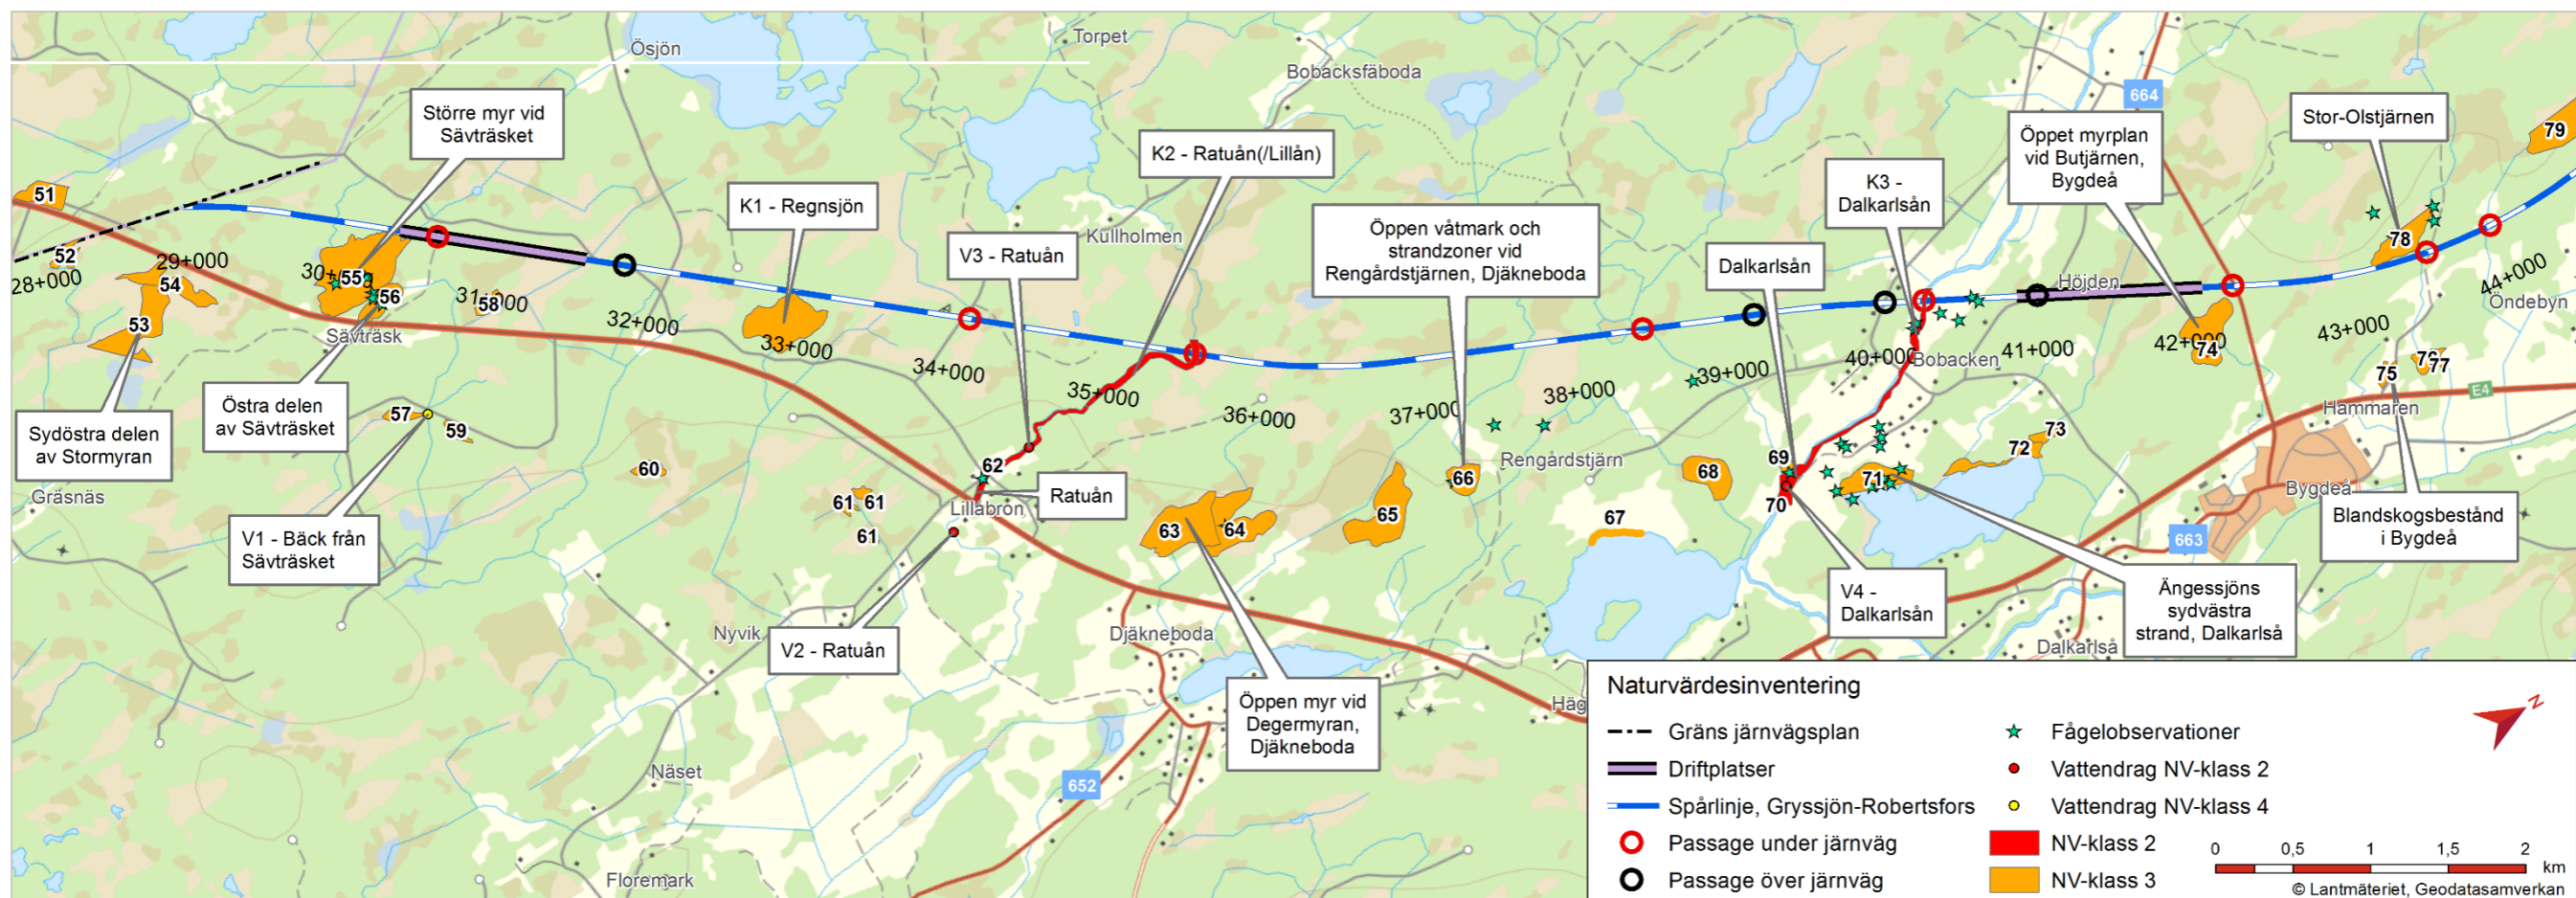 Ösjön
Torpet
Bobacksfäboda
664
Större myr vid
Sävträsket
K1 - Regnsjön
K2 - Ratuån(/Lillån)
Kullholmen
V3 - Ratuån
Öppen våtmark och
strandzoner vid
Rengårdstjärnen, Djäkneboda
Dalkarlsån
K3 -
Dalkarlsån
Öppet myrplan
vid Butjärnen,
Bygdeå
Stor-Olstjärnen
79
51
52
28+000
29+000
54
53
30+000
55
56
31+000
58
Sävträsk
32+000
33+000
34+000
35+000
36+000
37+000
38+000
39+000
40+000
Bobacken
41+000
Höjden
42+000
74
43+000
78
44+000
Öndebyn
75
76
77
E4
Hammaren
Sydöstra delen
av Stormyran
Östra delen
av Sävträsket
57
59
Gräsnäs
V1 - Bäck från
Sävträsket
60
61
61
61
62
Lillabron
Ratuån
63
64
65
66
Rengårdstjärn
67
68
69
70
71
72
73
Bygdeå
663
Blandskogsbestånd
i Bygdeå
V4 -
Dalkarlsån
Ängessjöns
sydvästra
strand, Dalkarlså
Dalkarlså
Nyvik
V2 - Ratuån
Djäkneboda
Öppen myr vid
Degermyran,
Djäkneboda
Häg
Näset
652
Floremark
Naturvärdesinventering
Gräns järnvägsplan
Driftplatser
Spårlinje, Gryssjön-Robertsfors
Passage under järnväg
Passage över järnväg
Fågelobservationer
Vattendrag NV-klass 2
Vattendrag NV-klass 4
NV-klass 2
NV-klass 3
N
0 0,5 1 1,5 2
km
© Lantmäteriet, Geodatasamverkan